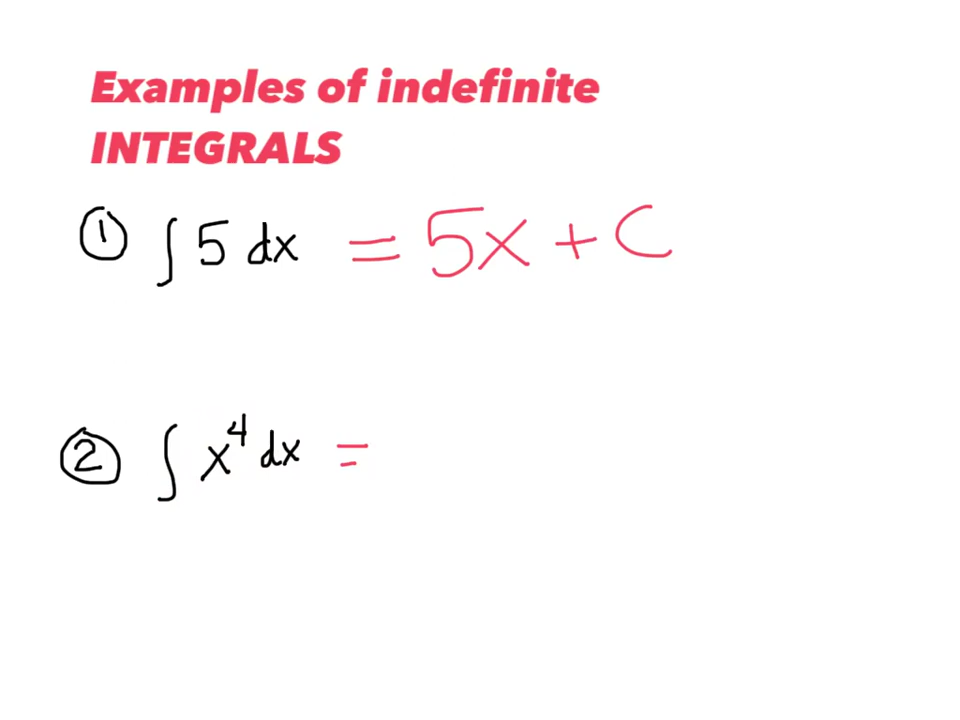 Examples of indefinite
INTEGRALS
① ∫ 5 dx = 5x + C
② ∫ x⁴ dx =